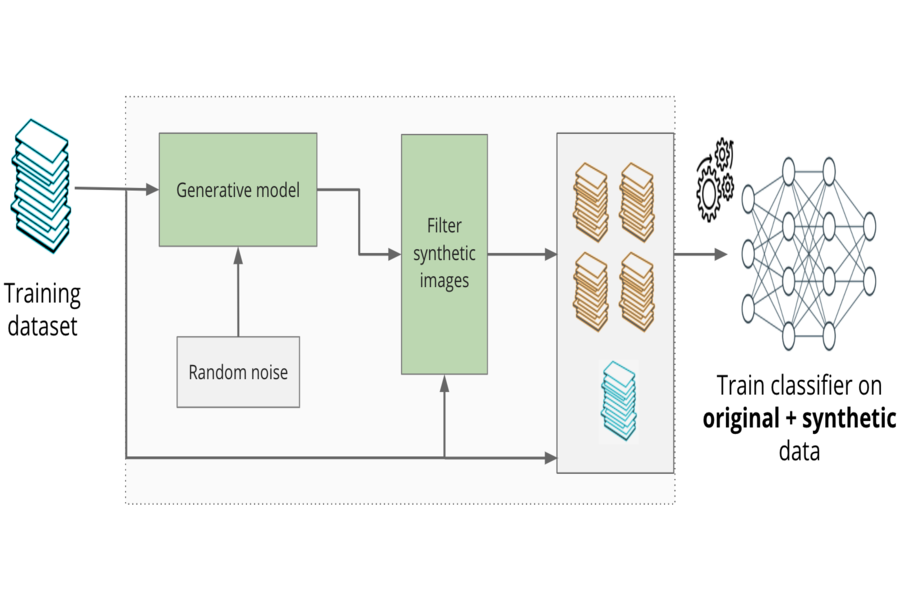 Training
dataset
Generative model
Random noise
Filter
synthetic
images
Train classifier on
original + synthetic
data